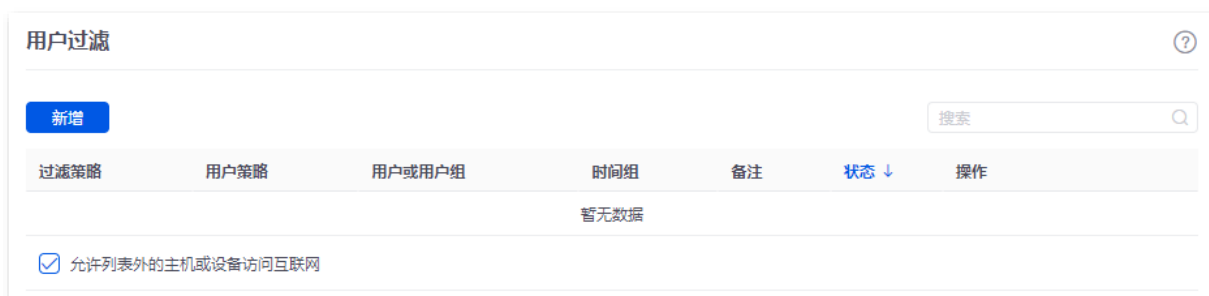 用户过滤
新增
搜索
过滤策略 用户策略 用户或用户组 时间组 备注 状态 ↓ 操作
暂无数据
允许列表外的主机或设备访问互联网